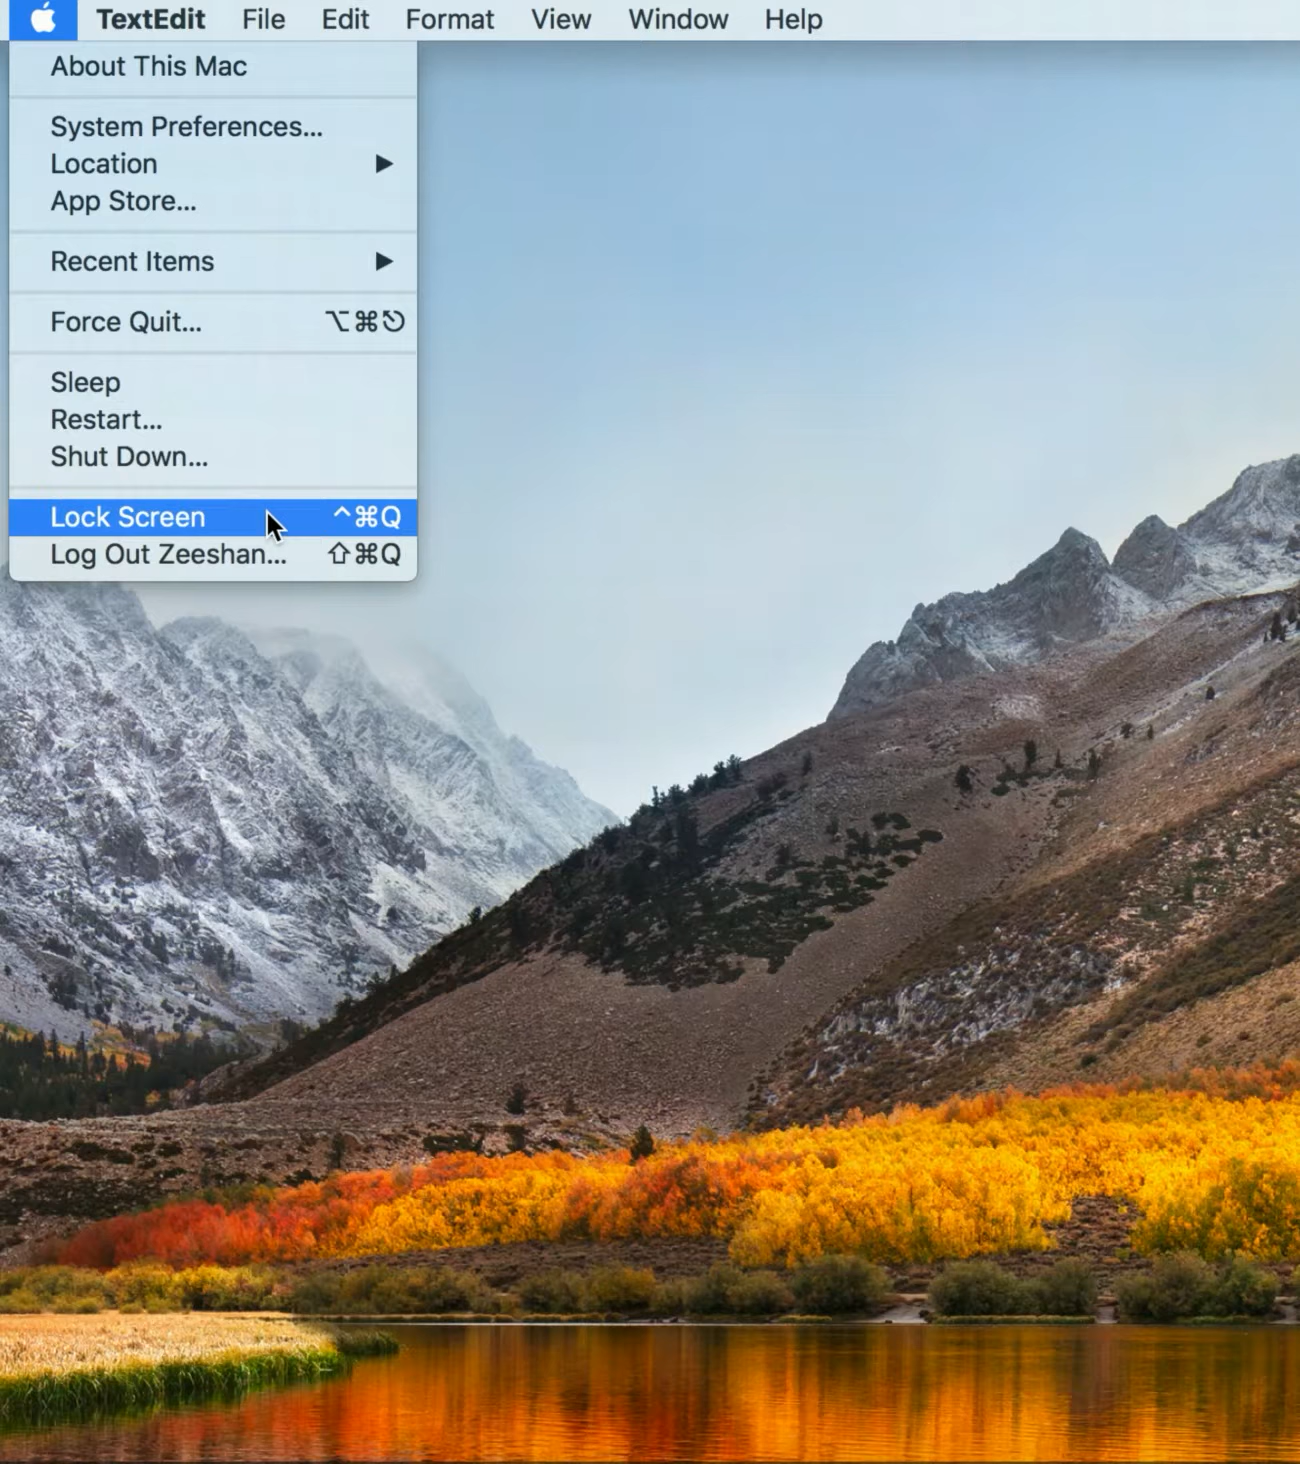 TextEdit File Edit Format View Window Help
About This Mac
System Preferences...
Location ▶
App Store...
Recent Items ▶
Force Quit... ⌥⌘⎋
Sleep
Restart...
Shut Down...
Lock Screen ^⌘Q
Log Out Zeeshan... ⇧⌘Q